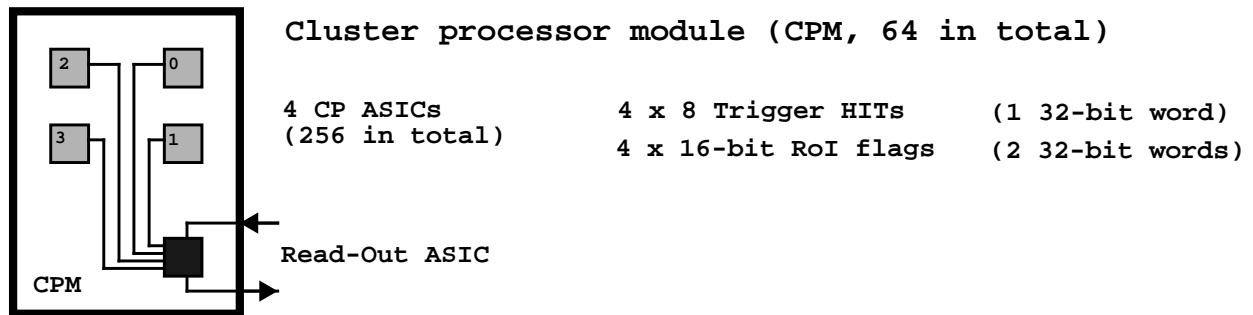 Cluster processor module (CPM, 64 in total)
2 0
4 CP ASICs 4 x 8 Trigger HITs (1 32-bit word)
(256 in total)
3 1
4 x 16-bit RoI flags (2 32-bit words)
Read-Out ASIC
CPM